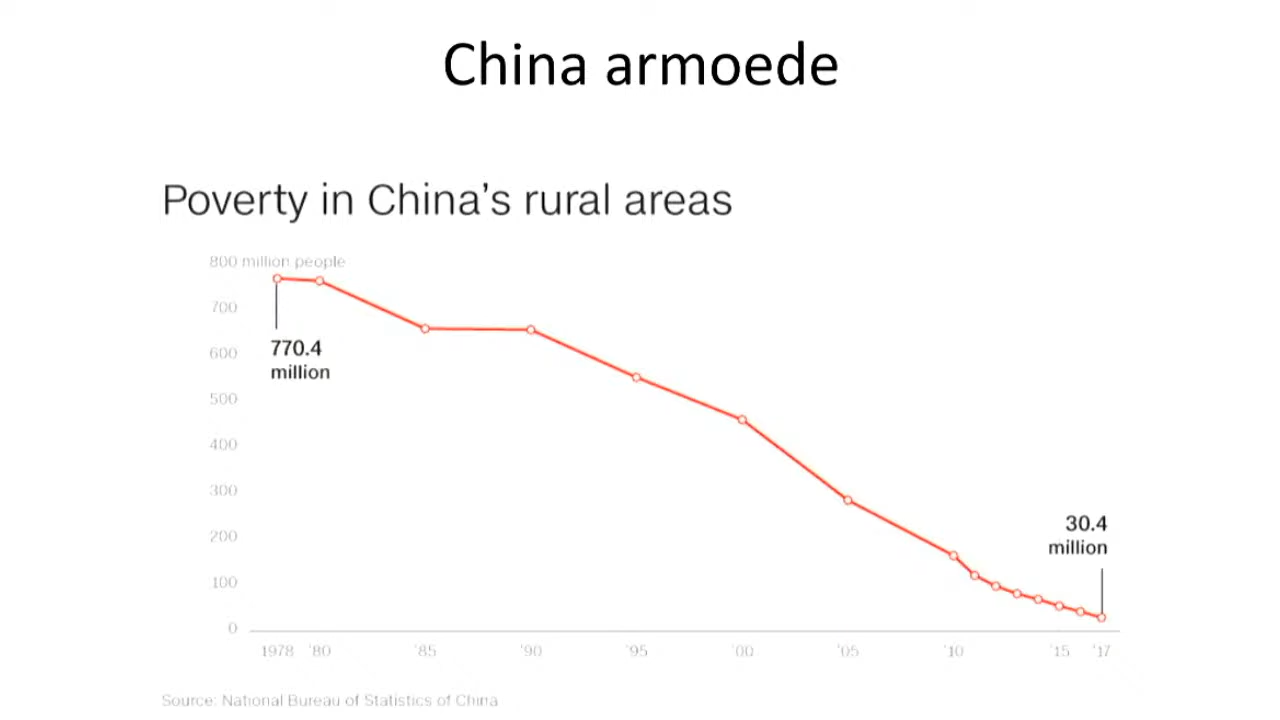 China armoede
Poverty in China's rural areas
800 million people
700
600
500
400
300
200
100
0
770.4
million
30.4
million
1978 '80 '85 '90 '95 '00 '05 '10 '15 '17
Source: National Bureau of Statistics of China